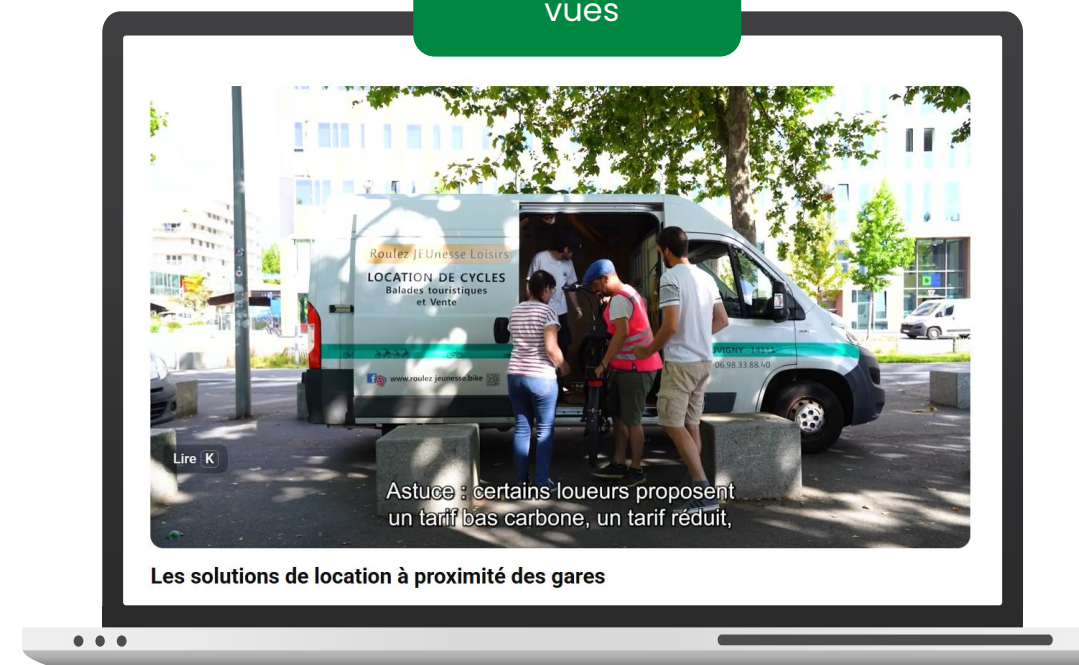 vues
Roulez JEUnesse Loisirs
LOCATION DE CYCLES
Balades touristiques
et Vente
www.roulez jeunesse.bike
UVIGNY 14111
06.98.33.88.40
Lire K
Astuce : certains loueurs proposent
un tarif bas carbone, un tarif réduit,
Les solutions de location à proximité des gares